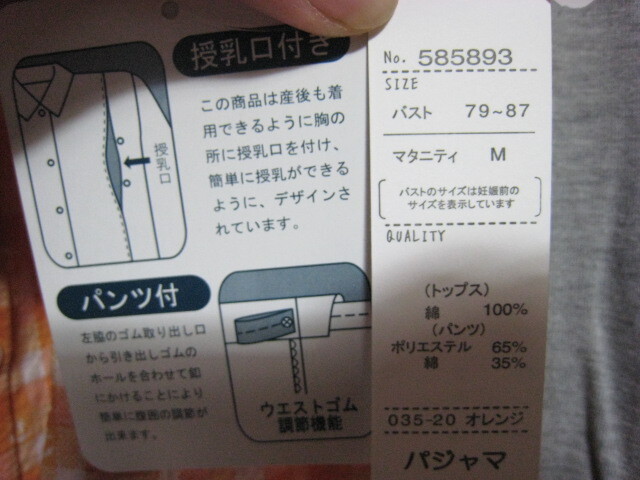 授乳口付き
この商品は産後も着
用できるように胸の
所に授乳口を付け、
簡単に授乳ができる
ように、デザインさ
れています。
授乳口
パンツ付
左脇のゴム取り出し口
から引き出しゴムの
ホールを合わせて釦
にかけることにより
簡単に腹囲の調節が
出来ます。
ウエストゴム
調節機能
No. 585893
SIZE
バスト 79~87
マタニティ M
バストのサイズは妊娠前の
サイズを表示しています
QUALITY
(トップス)
綿 100%
(パンツ)
ポリエステル 65%
綿 35%
035-20 オレンジ
パジャマ